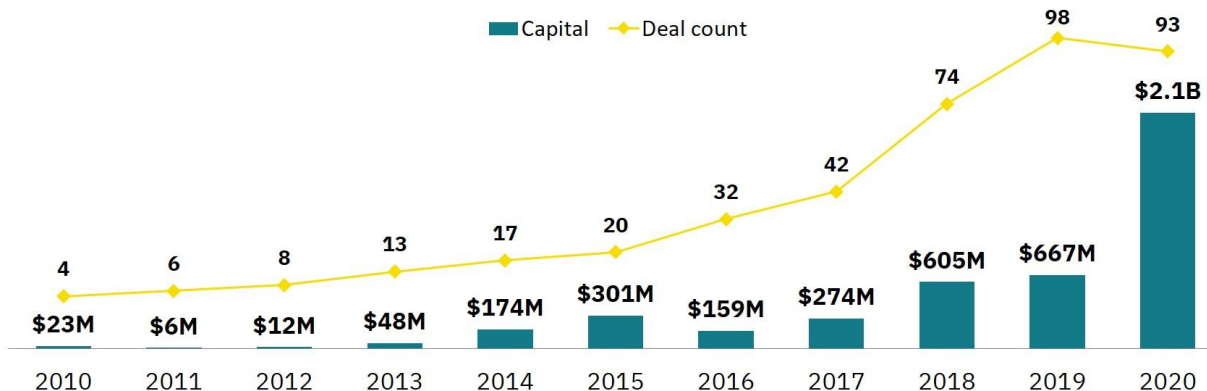 Capital Deal count
4 6 8 13 17 20 32 42 74 98 93
$23M $6M $12M $48M $174M $301M $159M $274M $605M $667M $2.1B
2010 2011 2012 2013 2014 2015 2016 2017 2018 2019 2020